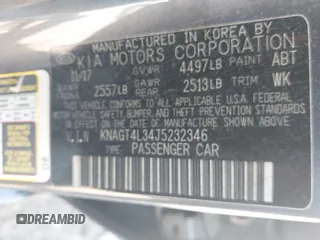 MANUFACTURED IN KOREA BY
KIA MOTORS CORPORATION
11/17 GVWR 4497LB PAINT ABT
GAWR 2557LB GAWR 2513LB TRIM WK
THIS VEHICLE CONFORMS TO ALL APPLICABLE
FEDERAL MOTOR VEHICLE SAFETY, BUMPER, AND
THEFT PREVENTION STANDARDS IN EFFECT ON THE
DATE OF MANUFACTURE SHOWN ABOVE.
V.I.N KNAGT4L34J5232346
TYPE: PASSENGER CAR
DREAMBID
dreambid.com